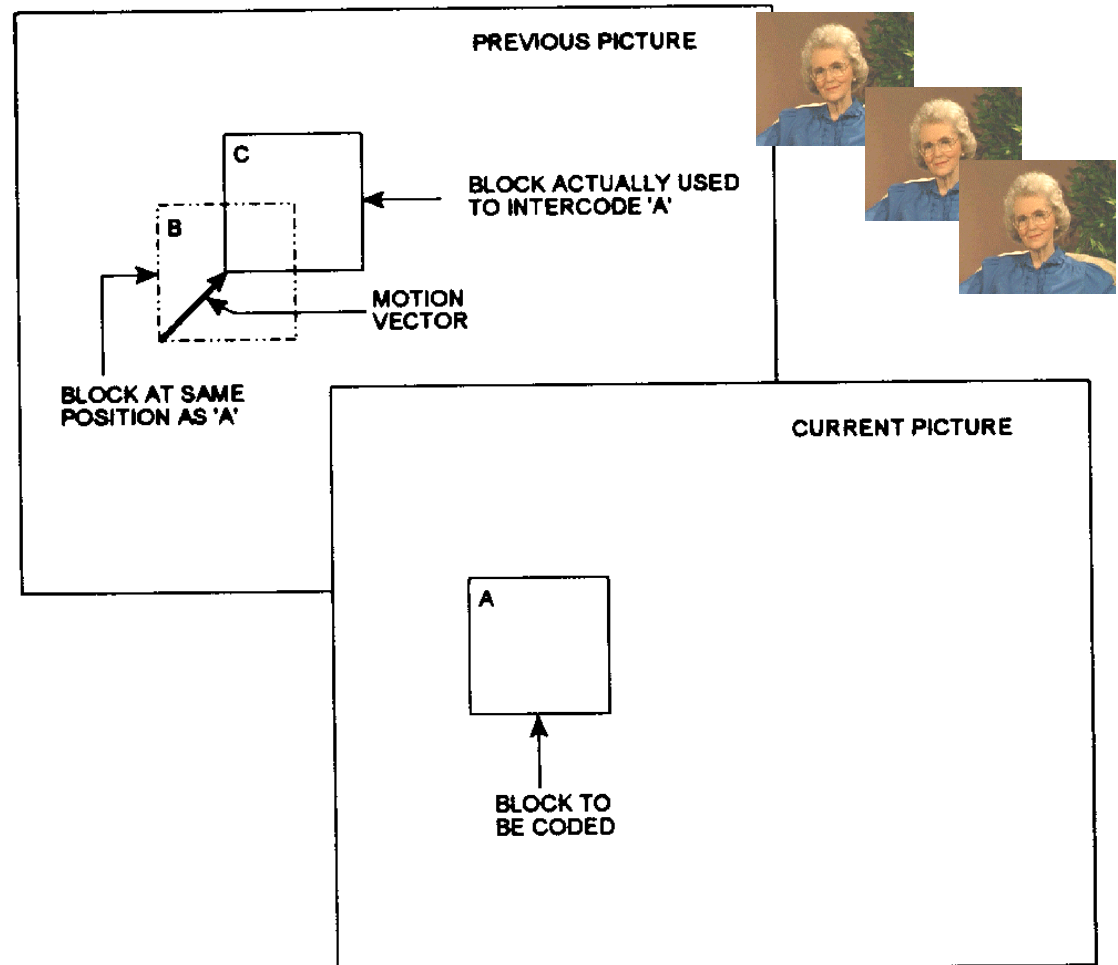 PREVIOUS PICTURE
C
BLOCK ACTUALLY USED
TO INTERCODE 'A'
B
MOTION
VECTOR
BLOCK AT SAME
POSITION AS 'A'
CURRENT PICTURE
A
BLOCK TO
BE CODED